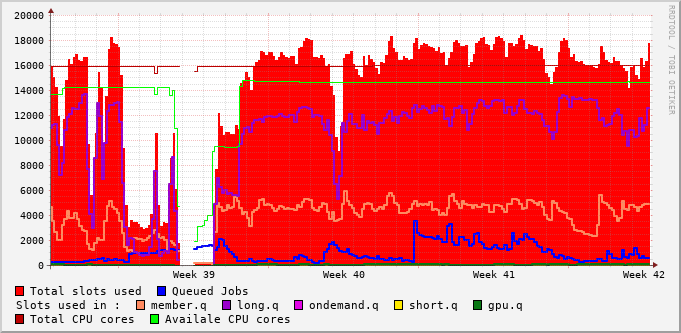 20000
18000
16000
14000
12000
10000
8000
6000
4000
2000
0
Week 39 Week 40 Week 41 Week 42
RRDTOOL / TOBI OETIKER
Total slots used Queued Jobs
Slots used in : member.q long.q ondemand.q short.q gpu.q
Total CPU cores Availale CPU cores